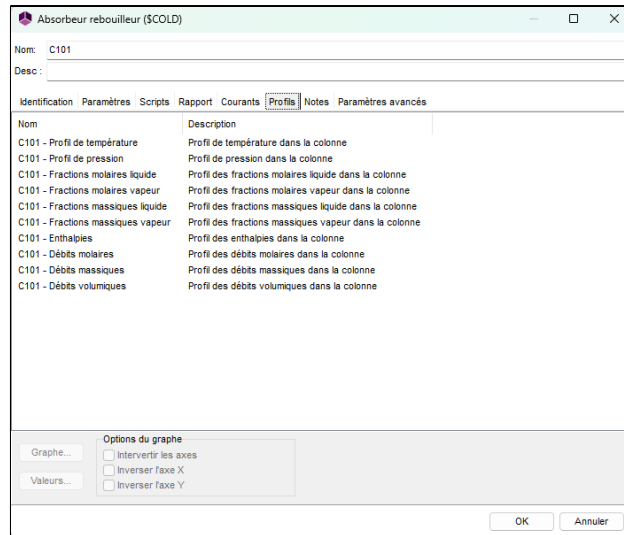 Absorbeur rebouilleur ($COLD)
Nom: C101
Desc :
Identification Paramètres Scripts Rapport Courants Profils Notes Paramètres avancés
Nom Description
C101 - Profil de température Profil de température dans la colonne
C101 - Profil de pression Profil de pression dans la colonne
C101 - Fractions molaires liquide Profil des fractions molaires liquide dans la colonne
C101 - Fractions molaires vapeur Profil des fractions molaires vapeur dans la colonne
C101 - Fractions massiques liquide Profil des fractions massiques liquide dans la colonne
C101 - Fractions massiques vapeur Profil des fractions massiques vapeur dans la colonne
C101 - Enthalpies Profil des enthalpies dans la colonne
C101 - Débits molaires Profil des débits molaires dans la colonne
C101 - Débits massiques Profil des débits massiques dans la colonne
C101 - Débits volumiques Profil des débits volumiques dans la colonne
Options du graphe
Graphe... Intervertir les axes
Inverser l'axe X
Valeurs... Inverser l'axe Y
OK Annuler